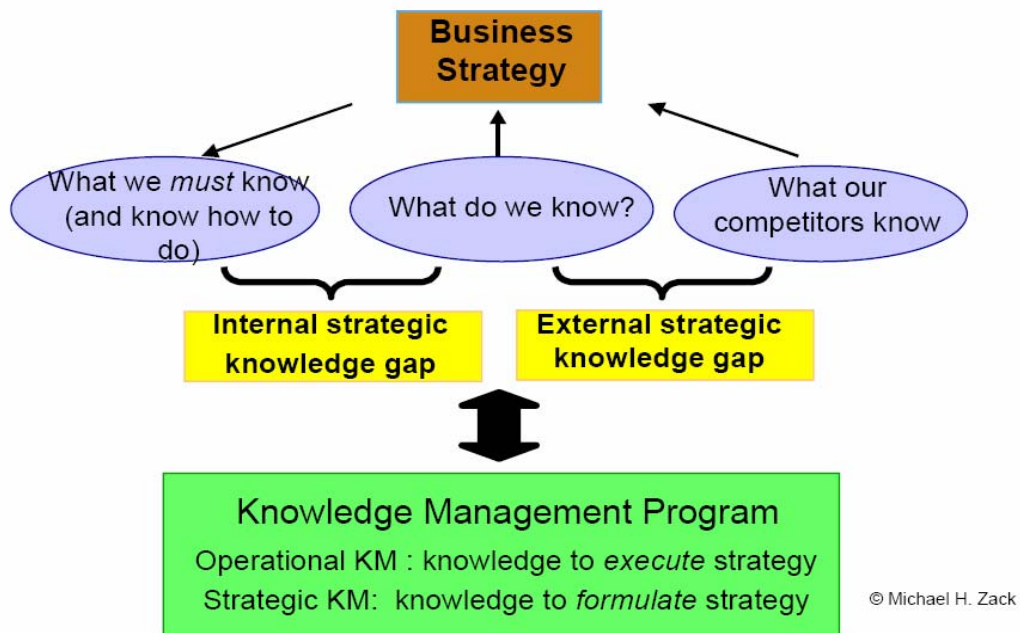 Business
Strategy
What we must know
(and know how to
do)
What do we know?
What our
competitors know
Internal strategic
knowledge gap
External strategic
knowledge gap
Knowledge Management Program
Operational KM : knowledge to execute strategy
Strategic KM: knowledge to formulate strategy
© Michael H. Zack